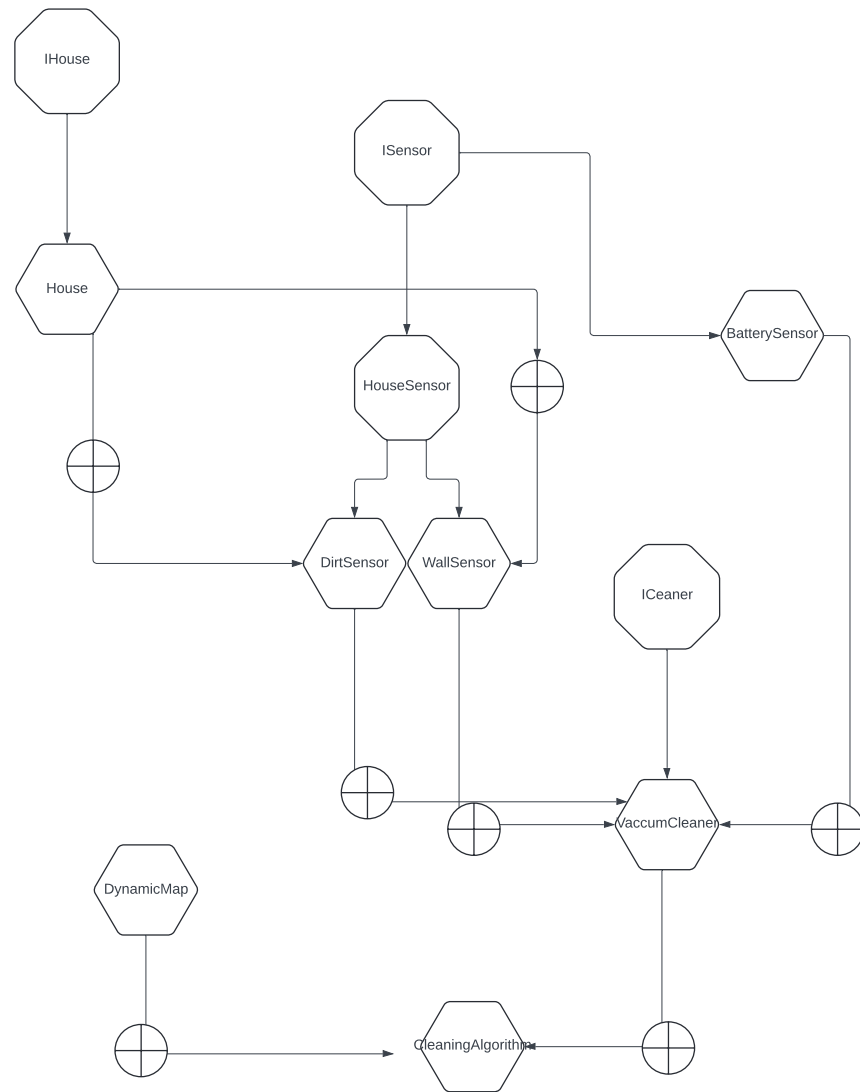 IHouse
ISensor
House
BatterySensor
HouseSensor
DirtSensor
WallSensor
ICeaner
VaccumCleaner
DynamicMap
CleaningAlgorithm